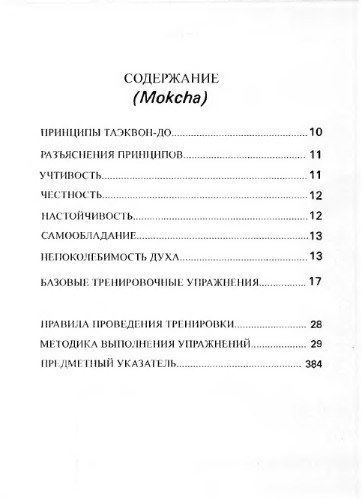 СОДЕРЖАНИЕ
(Mokcha)
ПРИНЦИПЫ ТАЭКВОН-ДО............................10
РАЗЪЯСНЕНИЯ ПРИНЦИПОВ............................11
УЧТИВОСТЬ............................11
ЧЕСТНОСТЬ............................12
НАСТОЙЧИВОСТЬ............................12
САМООБЛАДАНИЕ............................13
НЕПОКОЛЕБИМОСТЬ ДУХА............................13
БАЗОВЫЕ ТРЕНИРОВОЧНЫЕ УПРАЖНЕНИЯ............17
ПРАВИЛА ПРОВЕДЕНИЯ ТРЕНИРОВКИ.................28
МЕТОДИКА ВЫПОЛНЕНИЯ УПРАЖНЕНИЙ..............29
ПРЕДМЕТНЫЙ УКАЗАТЕЛЬ............................384